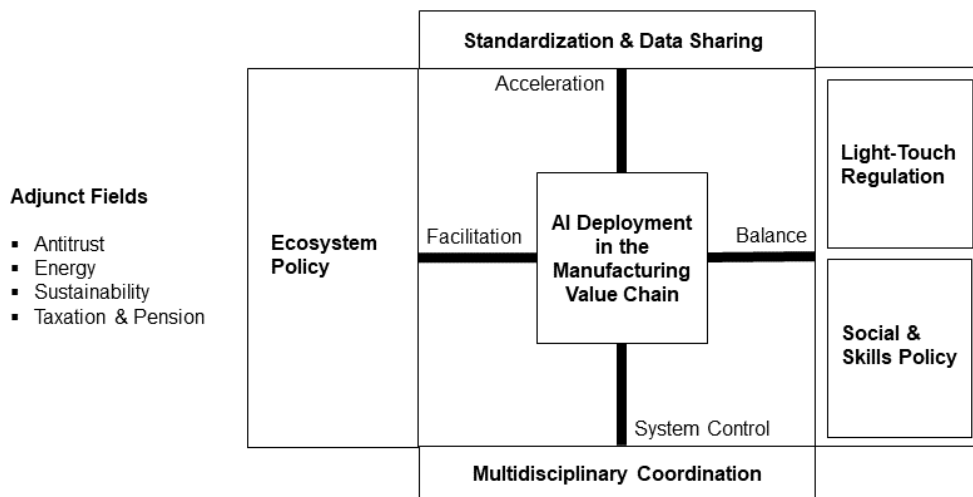 Standardization & Data Sharing
Acceleration
Adjunct Fields
▪ Antitrust
▪ Energy
▪ Sustainability
▪ Taxation & Pension
Ecosystem
Policy
Facilitation
AI Deployment
in the
Manufacturing
Value Chain
Balance
Light-Touch
Regulation
Social &
Skills Policy
System Control
Multidisciplinary Coordination